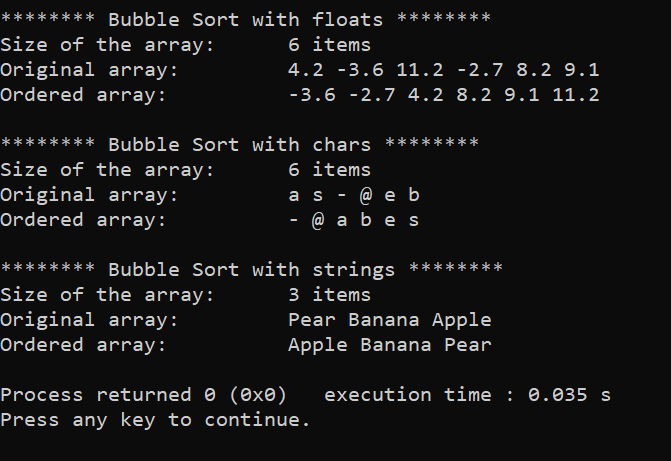 ******** Bubble Sort with floats ********
Size of the array:      6 items
Original array:         4.2 -3.6 11.2 -2.7 8.2 9.1
Ordered array:          -3.6 -2.7 4.2 8.2 9.1 11.2

******** Bubble Sort with chars ********
Size of the array:      6 items
Original array:         a s - @ e b
Ordered array:          - @ a b e s

******** Bubble Sort with strings ********
Size of the array:      3 items
Original array:         Pear Banana Apple
Ordered array:          Apple Banana Pear

Process returned 0 (0x0)   execution time : 0.035 s
Press any key to continue.